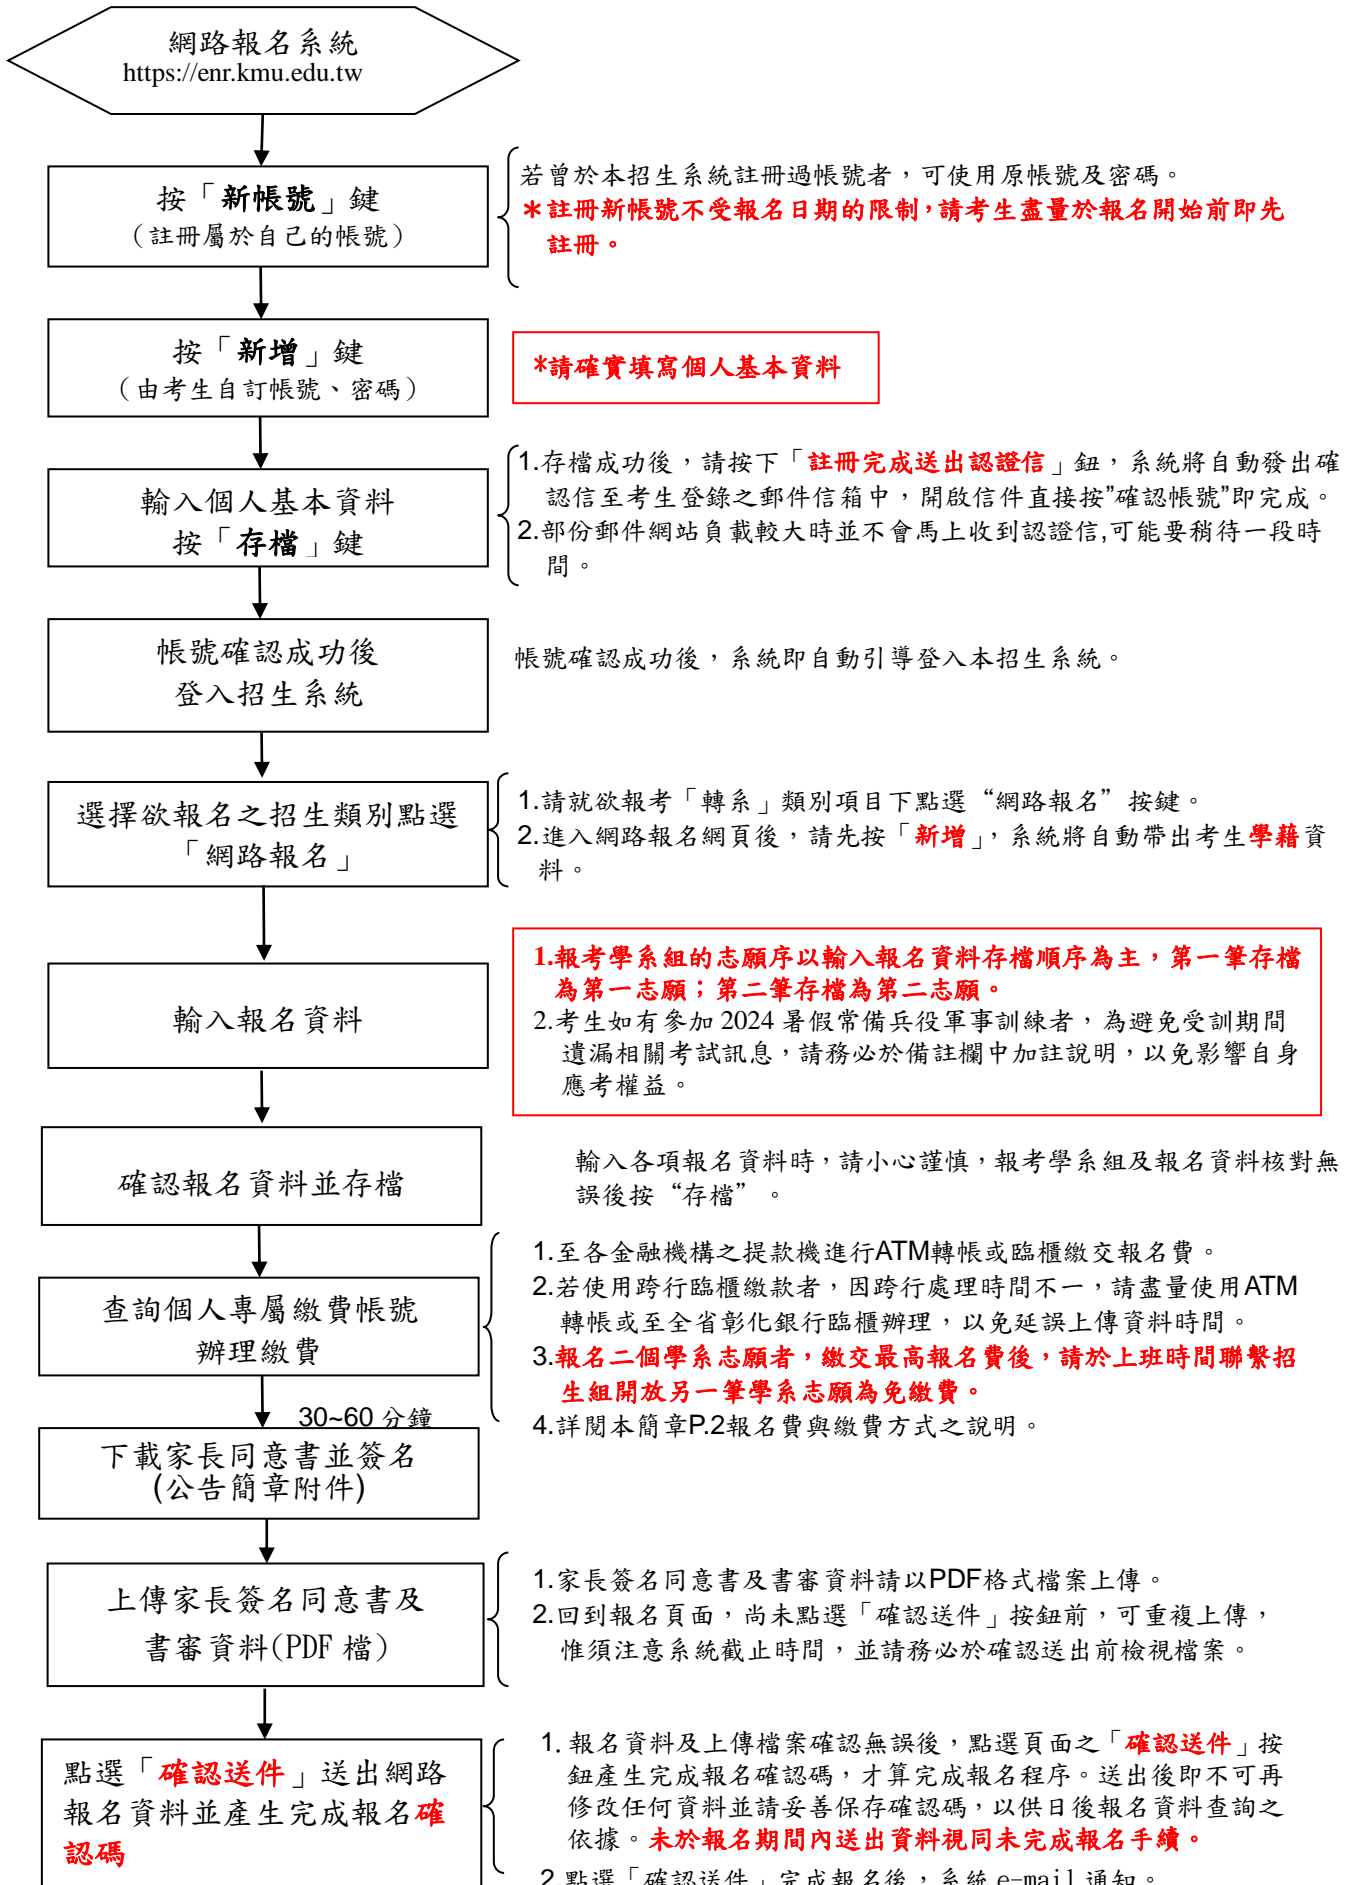 網路報名系統
https://enr.kmu.edu.tw
按「新帳號」鍵
（註冊屬於自己的帳號）
若曾於本招生系統註冊過帳號者，可使用原帳號及密碼。
＊註冊新帳號不受報名日期的限制，請考生盡量於報名開始前即先
註冊。
按「新增」鍵
（由考生自訂帳號、密碼）
*請確實填寫個人基本資料
輸入個人基本資料
按「存檔」鍵
1.存檔成功後，請按下「註冊完成送出認證信」鈕，系統將自動發出確
認信至考生登錄之郵件信箱中，開啟信件直接按”確認帳號”即完成。
2.部份郵件網站負載較大時並不會馬上收到認證信,可能要稍待一段時
間。
帳號確認成功後
登入招生系統
帳號確認成功後，系統即自動引導登入本招生系統。
選擇欲報名之招生類別點選
「網路報名」
1.請就欲報考「轉系」類別項目下點選“網路報名”按鍵。
2.進入網路報名網頁後，請先按「新增」，系統將自動帶出考生學藉資
料。
輸入報名資料
1.報考學系組的志願序以輸入報名資料存檔順序為主，第一筆存檔
為第一志願；第二筆存檔為第二志願。
2.考生如有參加 2024 暑假常備兵役軍事訓練者，為避免受訓期間
遺漏相關考試訊息，請務必於備註欄中加註說明，以免影響自身
應考權益。
確認報名資料並存檔
輸入各項報名資料時，請小心謹慎，報考學系組及報名資料核對無
誤後按“存檔”。
查詢個人專屬繳費帳號
辦理繳費
1.至各金融機構之提款機進行ATM轉帳或臨櫃繳交報名費。
2.若使用跨行臨櫃繳款者，因跨行處理時間不一，請盡量使用ATM
轉帳或至全省彰化銀行臨櫃辦理，以免延誤上傳資料時間。
3.報名二個學系志願者，繳交最高報名費後，請於上班時間聯繫招
生組開放另一筆學系志願為免繳費。
4.詳閱本簡章P.2報名費與繳費方式之說明。
30~60 分鐘
下載家長同意書並簽名
(公告簡章附件)
上傳家長簽名同意書及
書審資料(PDF 檔)
1.家長簽名同意書及書審資料請以PDF格式檔案上傳。
2.回到報名頁面，尚未點選「確認送件」按鈕前，可重複上傳，
惟須注意系統截止時間，並請務必於確認送出前檢視檔案。
點選「確認送件」送出網路
報名資料並產生完成報名確
認碼
1. 報名資料及上傳檔案確認無誤後，點選頁面之「確認送件」按
鈕產生完成報名確認碼，才算完成報名程序。送出後即不可再
修改任何資料並請妥善保存確認碼，以供日後報名資料查詢之
依據。未於報名期間內送出資料視同未完成報名手續。
2.點選「確認送件」完成報名後，系統 e-mail 通知。